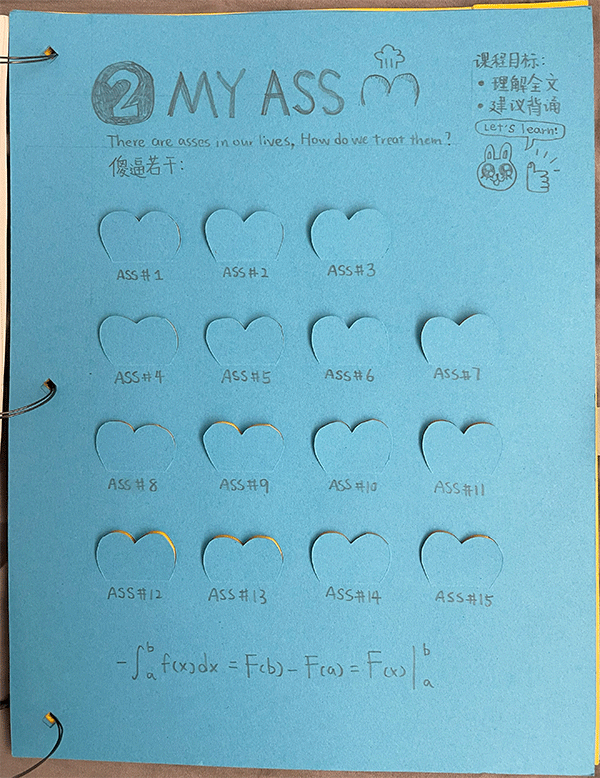 2 MY ASS
There are asses in our lives, How do we treat them?
傻逼若干:
课程目标:
• 理解全文
• 建议背诵
Let's learn!
ASS#1 ASS#2 ASS#3
ASS#4 ASS#5 ASS#6 ASS#7
ASS#8 ASS#9 ASS#10 ASS#11
ASS#12 ASS#13 ASS#14 ASS#15
-∫ₐᵇ f(x)dx = F(b) - F(a) = F(x)|ₐᵇ